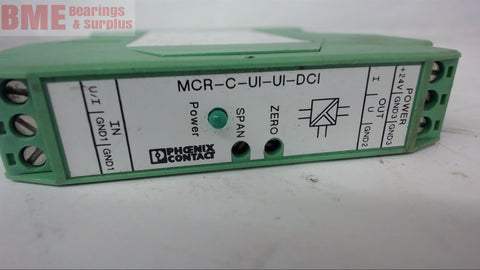 BME Bearings
& Surplus
MCR-C-UI-UI-DCI
U/I
GND1
GND1
IN
Power
SPAN
ZERO
PHŒNIX
CONTACT
I
U
GND2
OUT
+24V
GND3
GND3
POWER